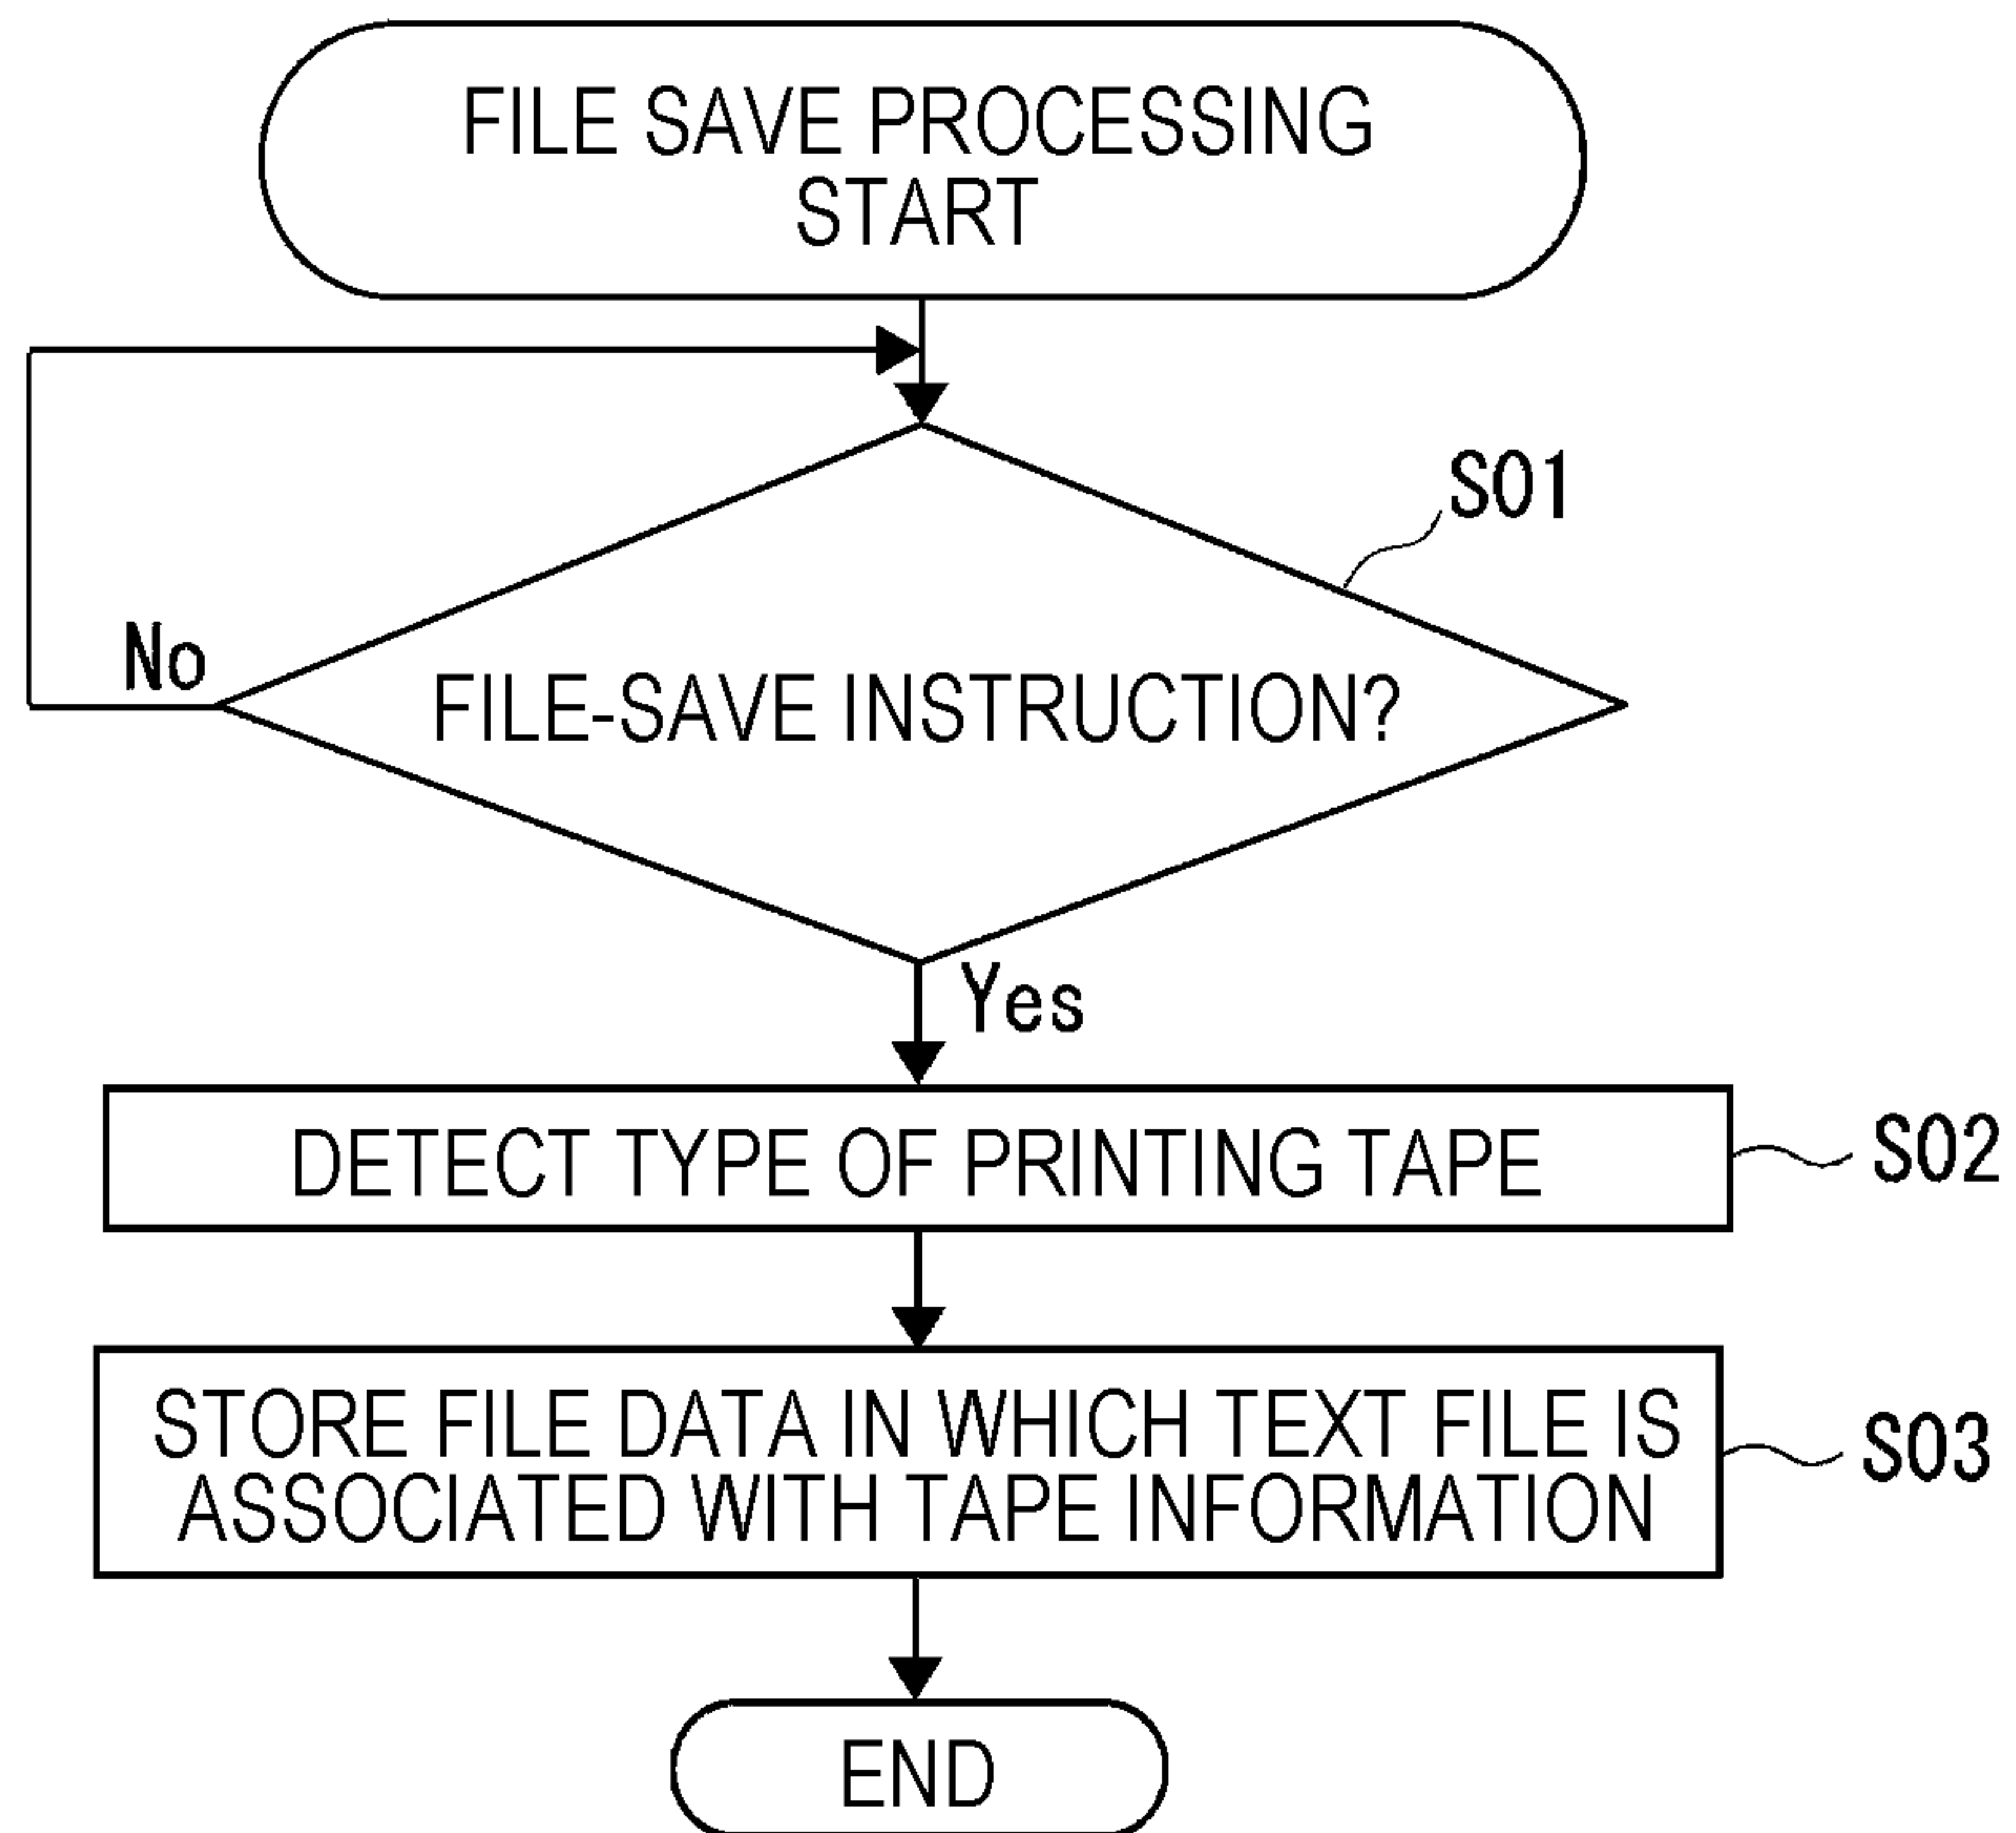 FILE SAVE PROCESSING
START
S01
No
FILE-SAVE INSTRUCTION?
Yes
DETECT TYPE OF PRINTING TAPE
S02
STORE FILE DATA IN WHICH TEXT FILE IS
ASSOCIATED WITH TAPE INFORMATION
S03
END